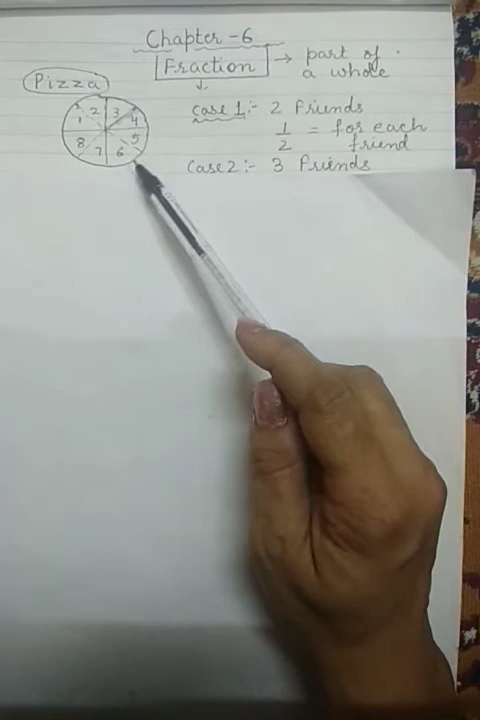 Chapter-6
Fraction → part of a whole
Pizza
1 2 3 4 5 6 7 8
case 1:- 2 Friends
1/2 = for each friend
Case 2:- 3 Friends